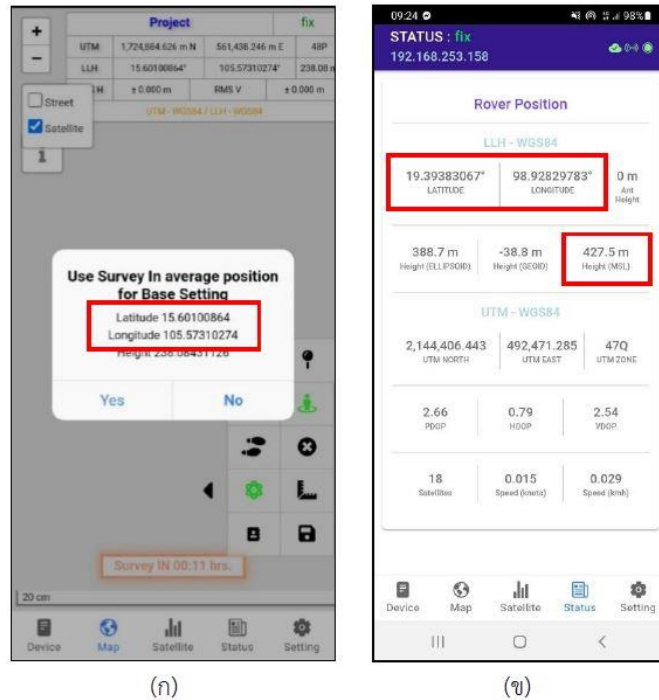 Project fix
UTM 1,724,884.626 m N 561,438.246 m E 48P
LLH 15.60100864° 105.57310274° 238.08 m
H ± 0.000 m RMS V ± 0.000 m
UTM - WGS84 / LLH - WGS84
+
−
Street
Satellite
Use Survey In average position
for Base Setting
Latitude 15.60100864
Longitude 105.57310274
Height 238.08431126
Yes No
Survey IN 00:11 hrs.
20 cm
Device Map Satellite Status Setting
(ก)
09:24 98%
STATUS : fix
192.168.253.158
Rover Position
LLH - WGS84
19.39383067° 98.92829783° 0 m
LATITUDE LONGITUDE Ant
Height
388.7 m -38.8 m 427.5 m
Height (ELLIPSOID) Height (GEOID) Height (MSL)
UTM - WGS84
2,144,406.443 492,471.285 47Q
UTM NORTH UTM EAST UTM ZONE
2.66 0.79 2.54
PDOP HDOP VDOP
18 0.015 0.029
Satellites Speed (knots) Speed (kmh)
Device Map Satellite Status Setting
(ข)